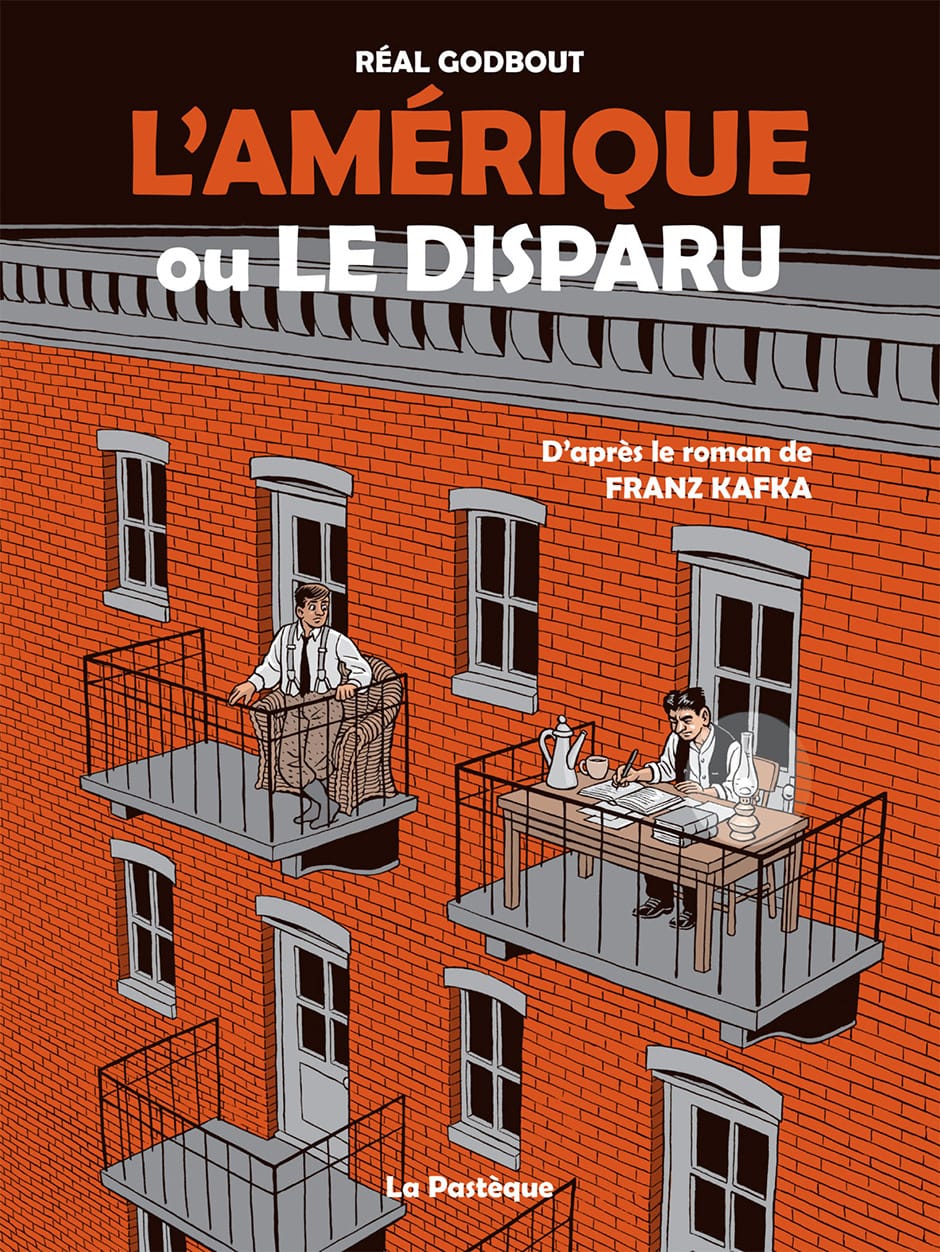 RÉAL GODBOUT
L’AMÉRIQUE
ou LE DISPARU
D’après le roman de
FRANZ KAFKA
La Pastèque